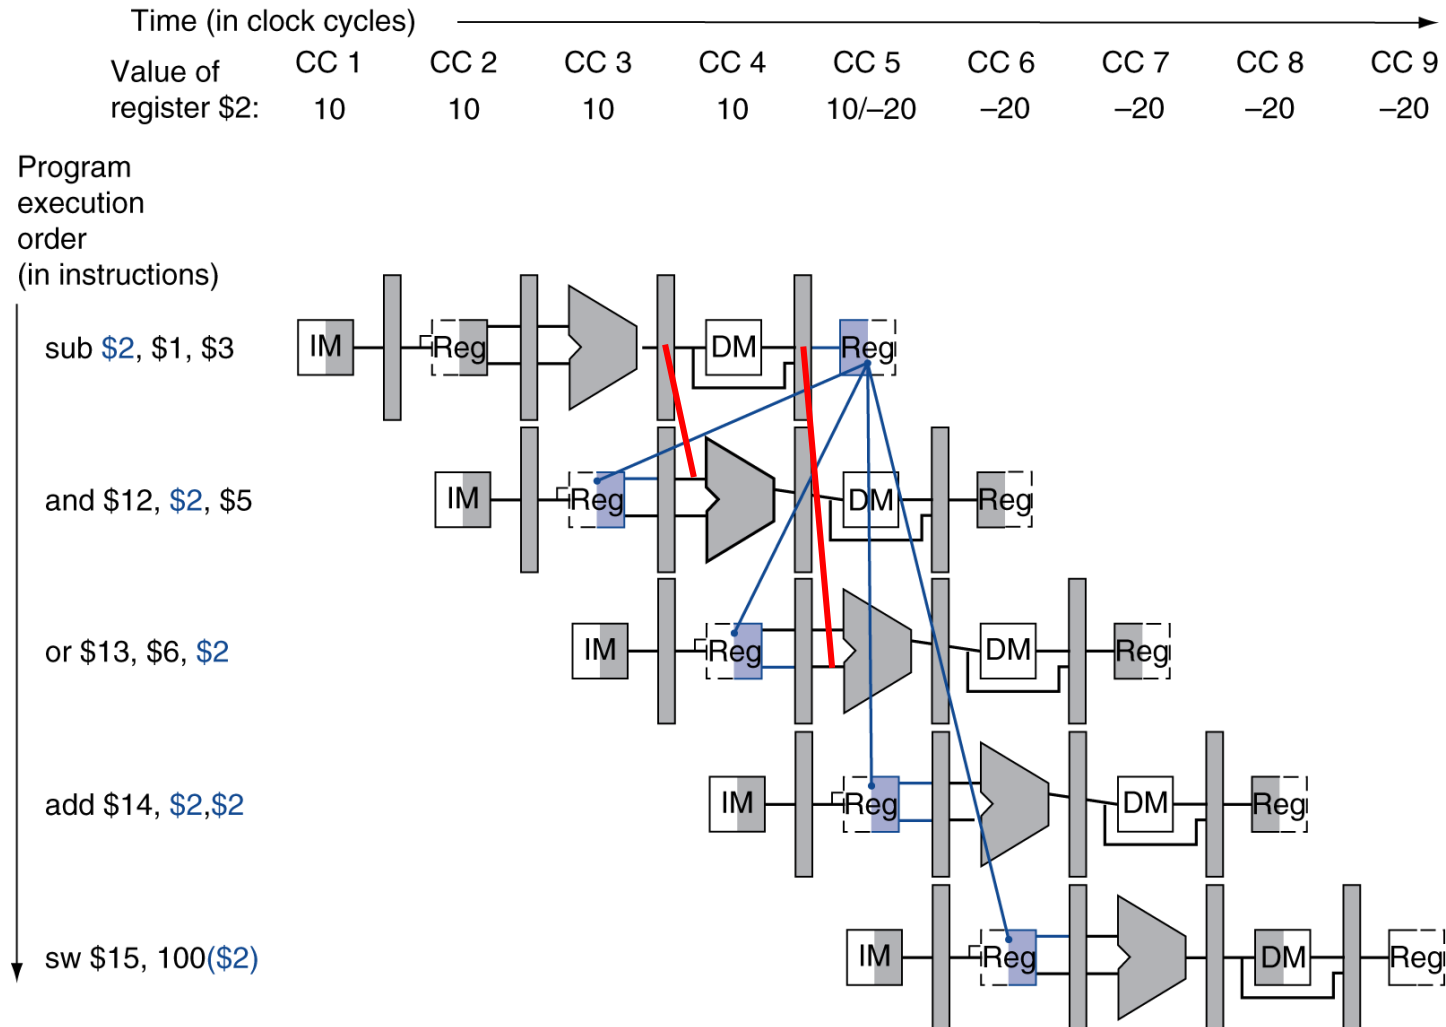 Time (in clock cycles)
Value of register $2:
CC 1 CC 2 CC 3 CC 4 CC 5 CC 6 CC 7 CC 8 CC 9
10 10 10 10 10/–20 –20 –20 –20 –20
Program
execution
order
(in instructions)
sub $2, $1, $3
IM Reg DM Reg
and $12, $2, $5
IM Reg DM Reg
or $13, $6, $2
IM Reg DM Reg
add $14, $2,$2
IM Reg DM Reg
sw $15, 100($2)
IM Reg DM Reg